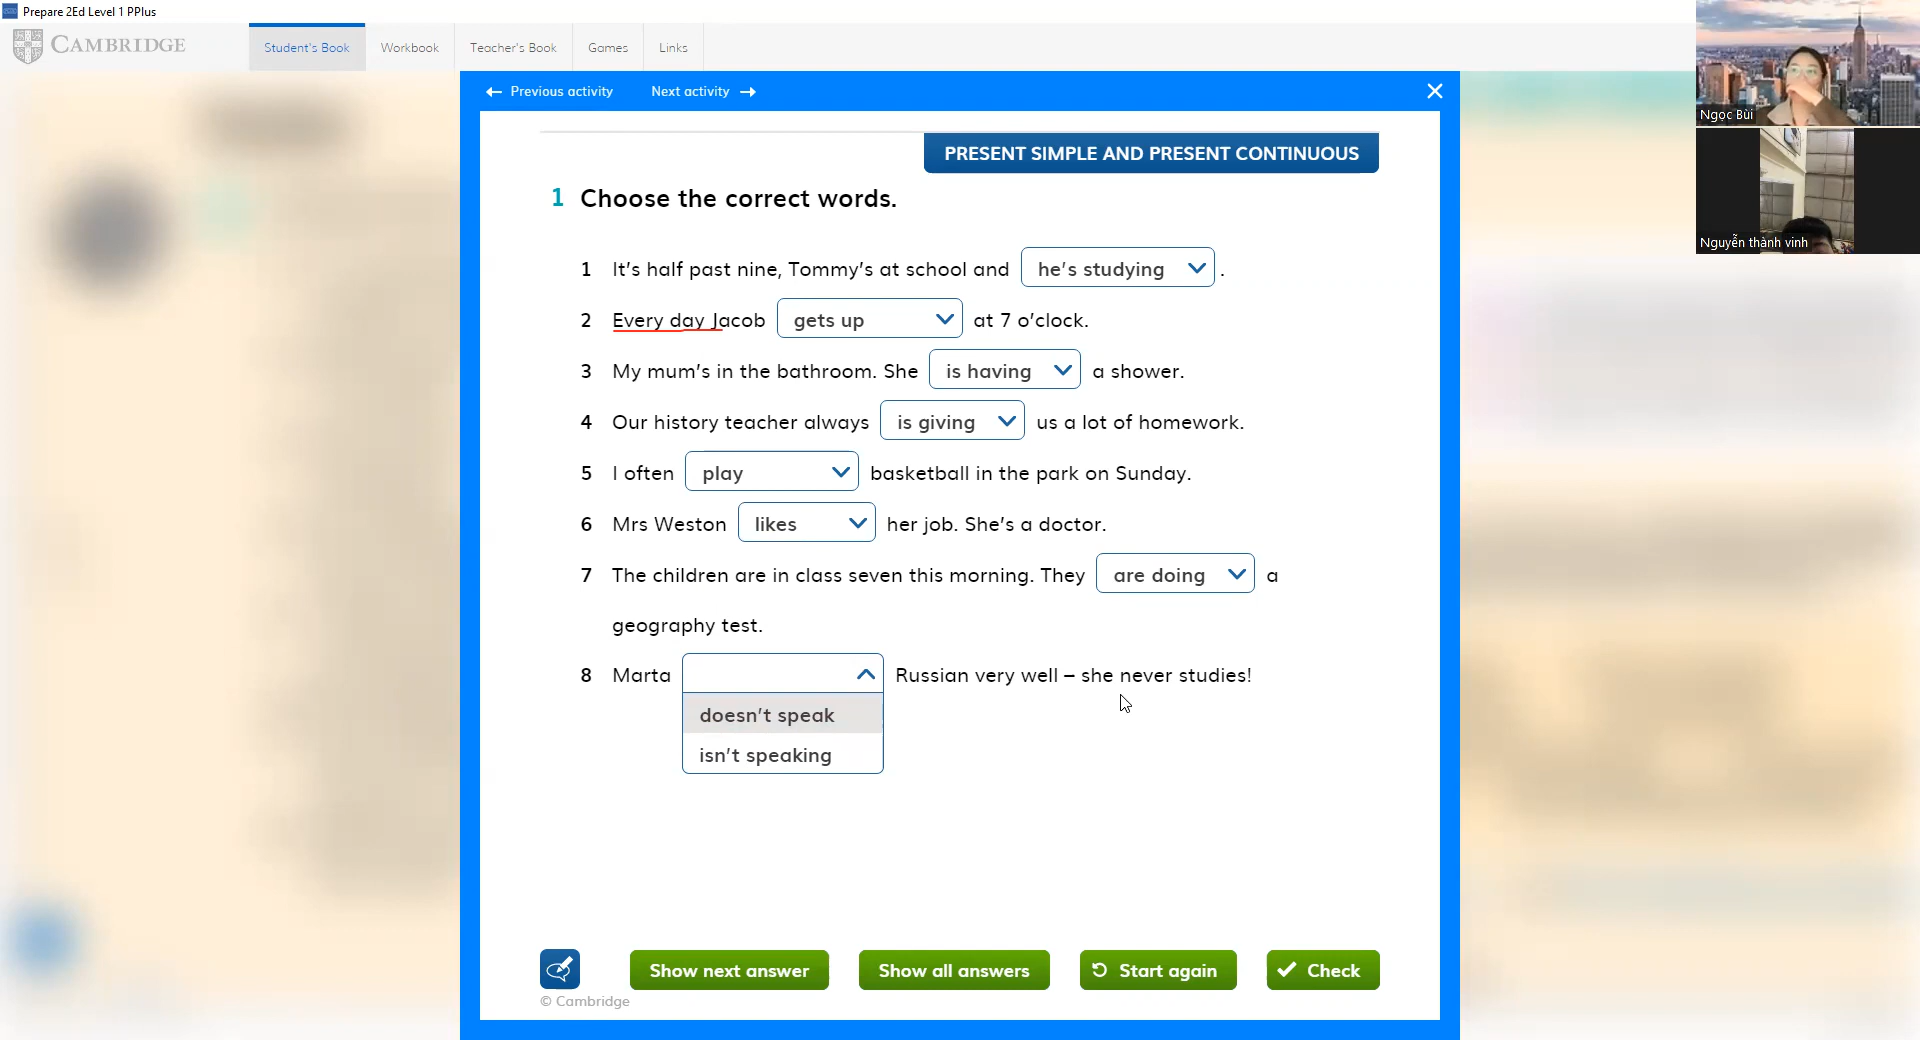 Prepare 2Ed Level 1 PPlus
CAMBRIDGE
Student's Book
Workbook
Teacher's Book
Games
Links
Previous activity
Next activity
Ngọc Bùi
Nguyễn thành vinh
PRESENT SIMPLE AND PRESENT CONTINUOUS
1 Choose the correct words.
1 It's half past nine, Tommy's at school and he's studying .
2 Every day Jacob gets up at 7 o'clock.
3 My mum's in the bathroom. She is having a shower.
4 Our history teacher always is giving us a lot of homework.
5 I often play basketball in the park on Sunday.
6 Mrs Weston likes her job. She's a doctor.
7 The children are in class seven this morning. They are doing a
geography test.
8 Marta Russian very well – she never studies!
doesn't speak
isn't speaking
Show next answer
Show all answers
Start again
Check
© Cambridge